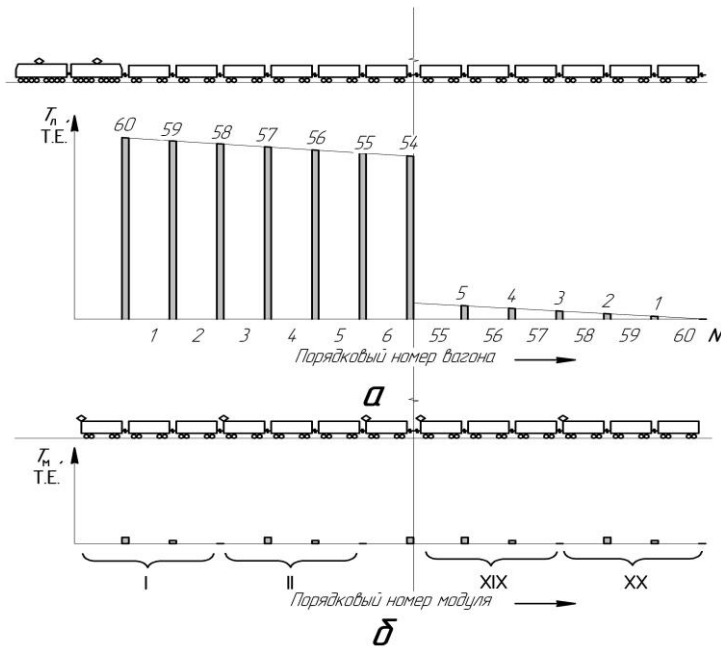 Tп,
Т.Е.
60 59 58 57 56 55 54
5 4 3 2 1
1 2 3 4 5 6 55 56 57 58 59 60 N
Порядковый номер вагона
а
Tм,
Т.Е.
I II XIX XX
Порядковый номер модуля
б